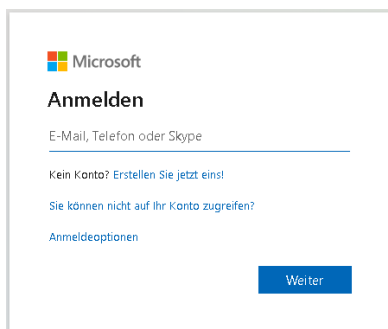 Microsoft
Anmelden
E-Mail, Telefon oder Skype
Kein Konto? Erstellen Sie jetzt eins!
Sie können nicht auf Ihr Konto zugreifen?
Anmeldeoptionen
Weiter